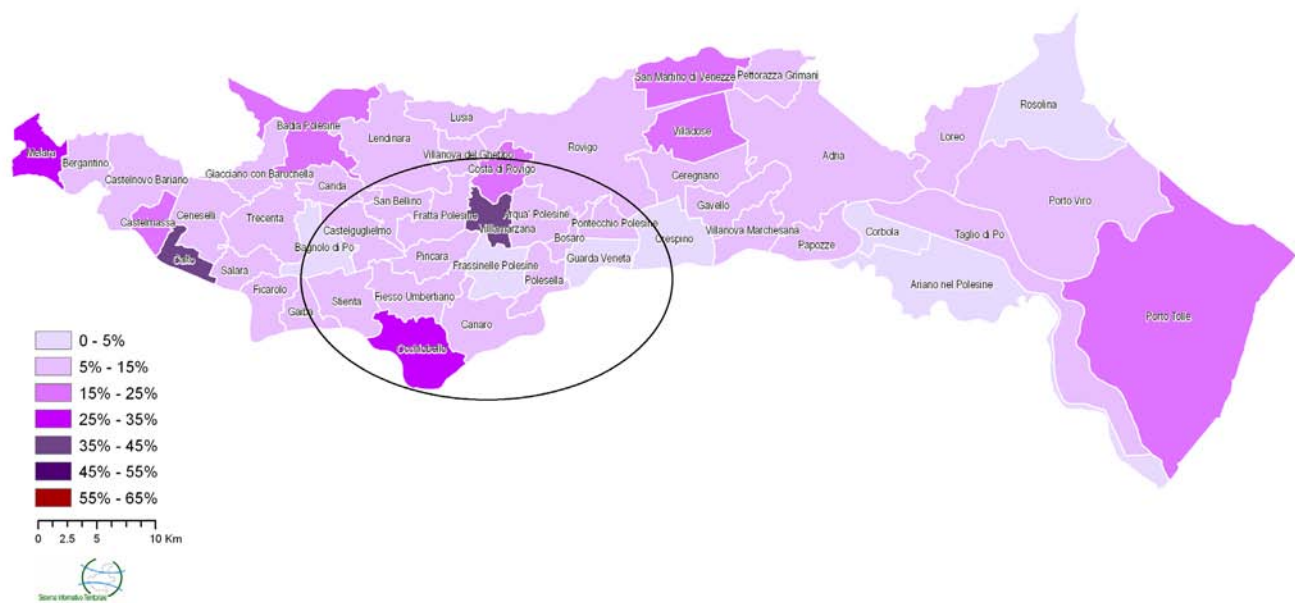 San Martino di Venezze
Pettorazza Grimani
Rosolina
Lusia
Badia Polesine
Lendinara
Villadose
Loreo
Melara
Bergantino
Villanova del Ghebbo
Rovigo
Adria
Costa di Rovigo
Giacciano con Baruchella
Ceregnano
Castelnovo Bariano
Canda
San Bellino
Gavello
Porto Viro
Castelmassa
Ceneselli
Trecenta
Fratta Polesine
Arqua' Polesine
Pontecchio Polesine
Villamarzana
Castelguglielmo
Villanova Marchesana
Taglio di Po
Bosaro
Crespino
Corbola
Papozze
Bagnolo di Po
Pincara
Guarda Veneta
Calto
Salara
Frassinelle Polesine
Polesella
Ariano nel Polesine
Ficarolo
Fiesso Umbertiano
Stienta
Gaiba
Porto Tolle
Canaro
Occhiobello
0 - 5%
5% - 15%
15% - 25%
25% - 35%
35% - 45%
45% - 55%
55% - 65%
0 2.5 5 10 Km
Sistema Informativo Territoriale